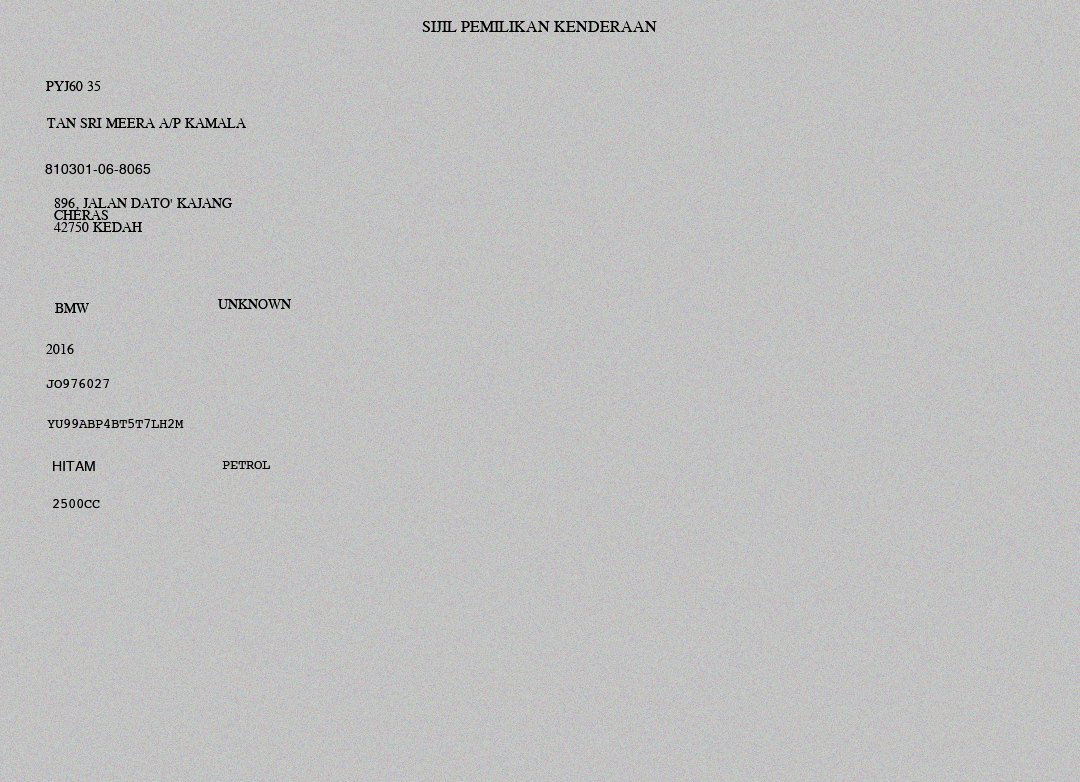 SIJIL PEMILIKAN KENDERAAN
PYJ60 35
TAN SRI MEERA A/P KAMALA
810301-06-8065
896, JALAN DATO' KAJANG
CHERAS
42750 KEDAH
BMW UNKNOWN
2016
JO976027
YU99ABP4BT5T7LH2M
HITAM PETROL
2500CC